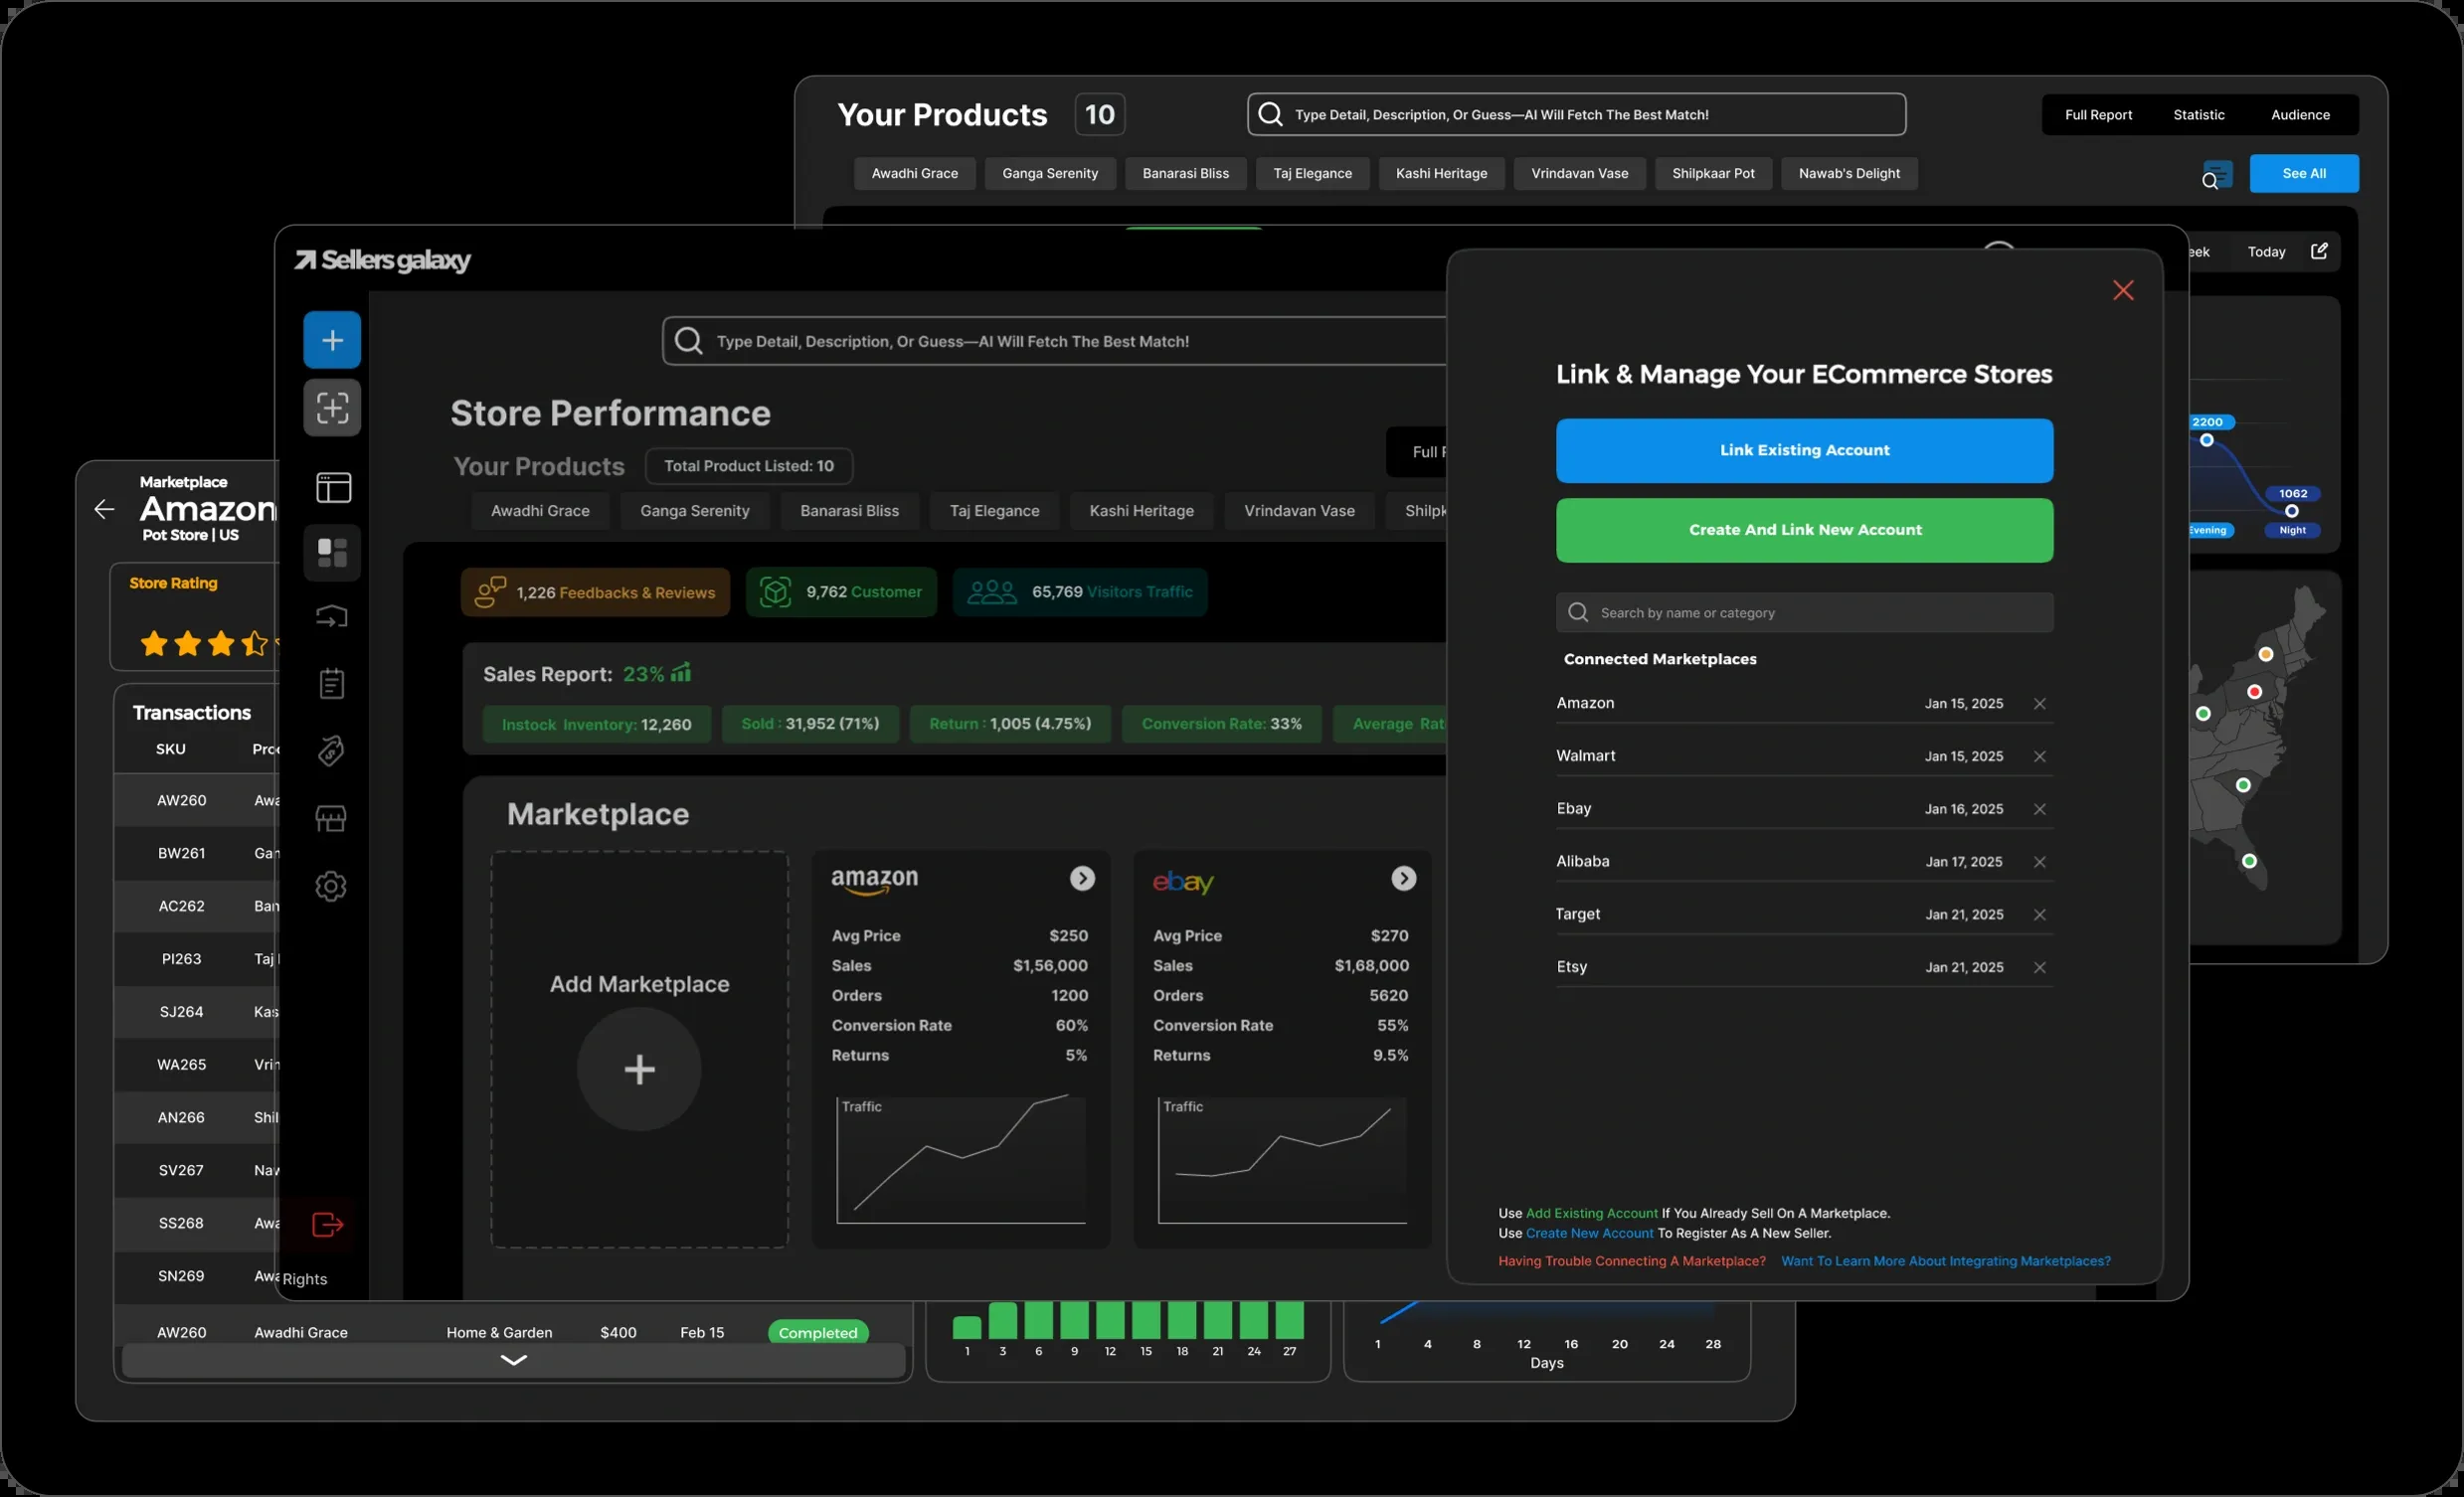 Your Products 10
Type Detail, Description, Or Guess—AI Will Fetch The Best Match!
Full Report Statistic Audience
Awadhi Grace Ganga Serenity Banarasi Bliss Taj Elegance Kashi Heritage Vrindavan Vase Shilpkaar Pot Nawab's Delight
See All
eek Today
2200
1062
Evening Night
Sellers galaxy
Type Detail, Description, Or Guess—AI Will Fetch The Best Match!
Store Performance
Your Products Total Product Listed: 10
Full F
Awadhi Grace Ganga Serenity Banarasi Bliss Taj Elegance Kashi Heritage Vrindavan Vase Shilpk
1,226 Feedbacks & Reviews 9,762 Customer 65,769 Visitors Traffic
Sales Report: 23%
Instock Inventory: 12,260 Sold : 31,952 (71%) Return : 1,005 (4.75%) Conversion Rate: 33% Average Rat
Marketplace
Add Marketplace
amazon
Avg Price $250
Sales $1,56,000
Orders 1200
Conversion Rate 60%
Returns 5%
Traffic
ebay
Avg Price $270
Sales $1,68,000
Orders 5620
Conversion Rate 55%
Returns 9.5%
Traffic
Link & Manage Your ECommerce Stores
Link Existing Account
Create And Link New Account
Search by name or category
Connected Marketplaces
Amazon Jan 15, 2025
Walmart Jan 15, 2025
Ebay Jan 16, 2025
Alibaba Jan 17, 2025
Target Jan 21, 2025
Etsy Jan 21, 2025
Use Add Existing Account If You Already Sell On A Marketplace.
Use Create New Account To Register As A New Seller.
Having Trouble Connecting A Marketplace? Want To Learn More About Integrating Marketplaces?
Marketplace
Amazon
Pot Store | US
Store Rating
Transactions
SKU Proc
AW260 Awa
BW261 Gan
AC262 Ban
PI263 Taj
SJ264 Kas
WA265 Vrin
AN266 Shil
SV267 Naw
SS268 Awa
SN269 Awa
Rights
AW260 Awadhi Grace Home & Garden $400 Feb 15 Completed
1 3 6 9 12 15 18 21 24 27
1 4 8 12 16 20 24 28
Days